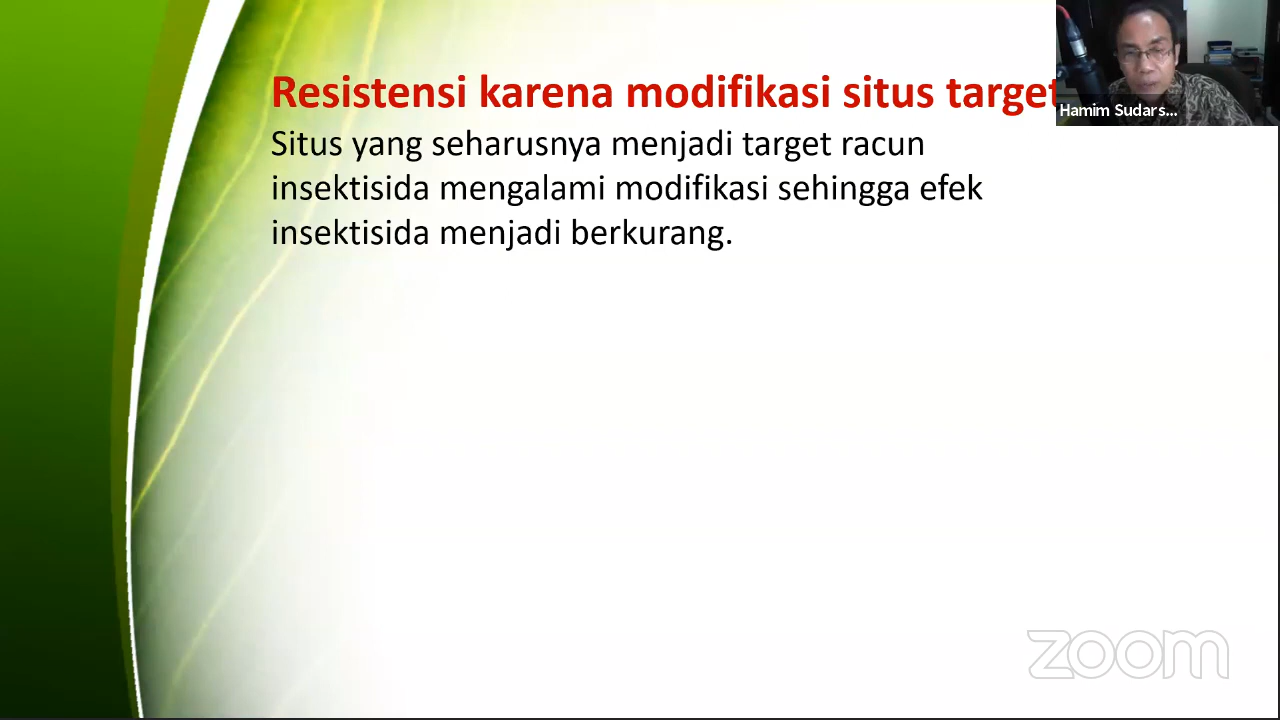 Resistensi karena modifikasi situs target
Hamim Sudars...
Situs yang seharusnya menjadi target racun
insektisida mengalami modifikasi sehingga efek
insektisida menjadi berkurang.
zoom